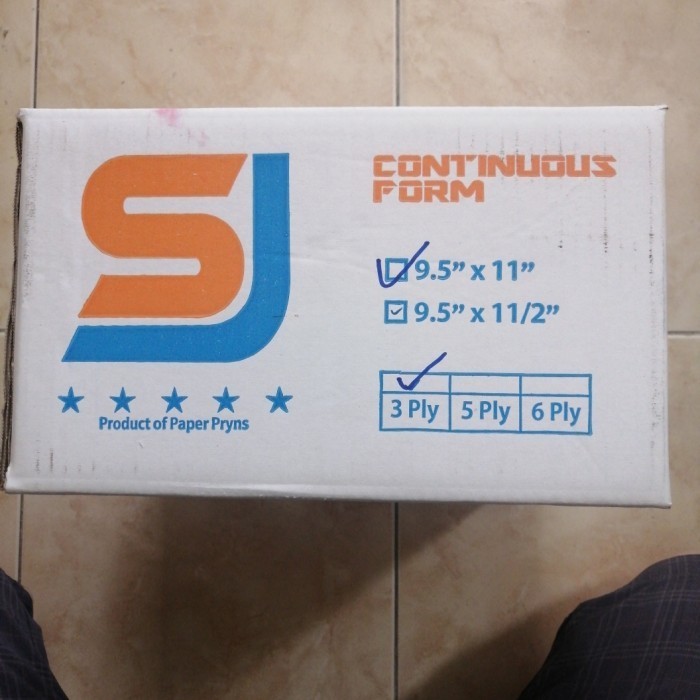 SJ
CONTINUOUS
FORM
9.5” x 11”
9.5” x 11/2”
3 Ply 5 Ply 6 Ply
Product of Paper Pryns